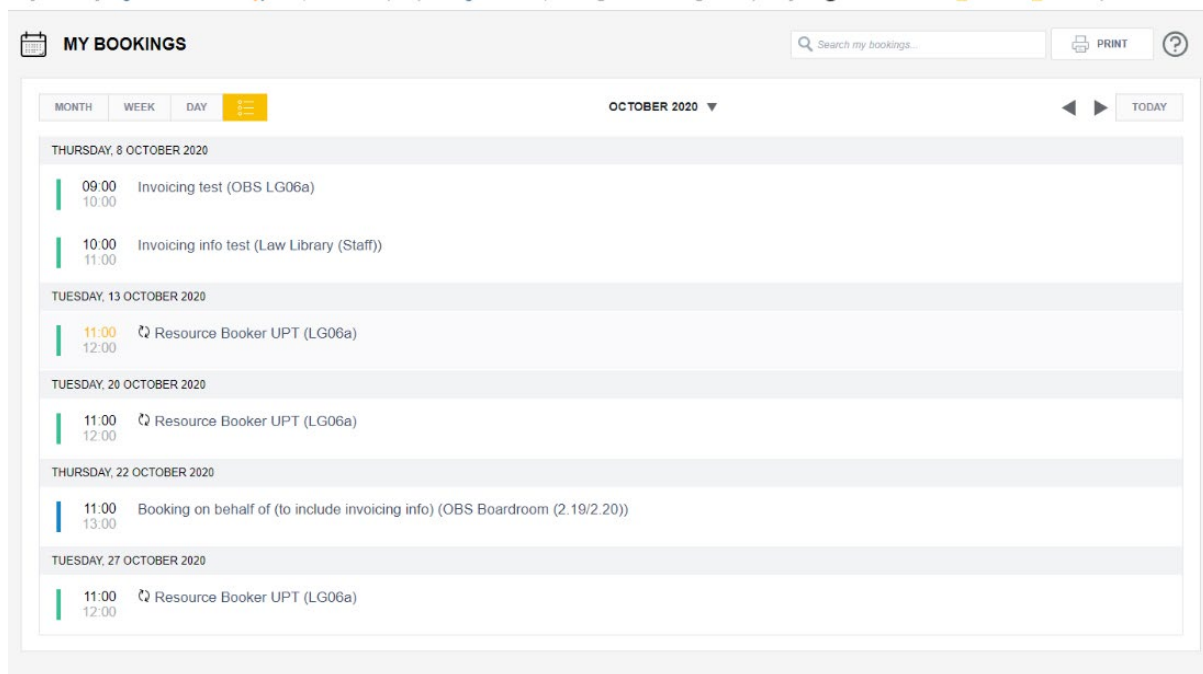 MY BOOKINGS
Search my bookings...
PRINT
?
MONTH WEEK DAY
OCTOBER 2020 ▼
TODAY
THURSDAY, 8 OCTOBER 2020
09:00 Invoicing test (OBS LG06a)
10:00
10:00 Invoicing info test (Law Library (Staff))
11:00
TUESDAY, 13 OCTOBER 2020
11:00 Resource Booker UPT (LG06a)
12:00
TUESDAY, 20 OCTOBER 2020
11:00 Resource Booker UPT (LG06a)
12:00
THURSDAY, 22 OCTOBER 2020
11:00 Booking on behalf of (to include invoicing info) (OBS Boardroom (2.19/2.20))
13:00
TUESDAY, 27 OCTOBER 2020
11:00 Resource Booker UPT (LG06a)
12:00